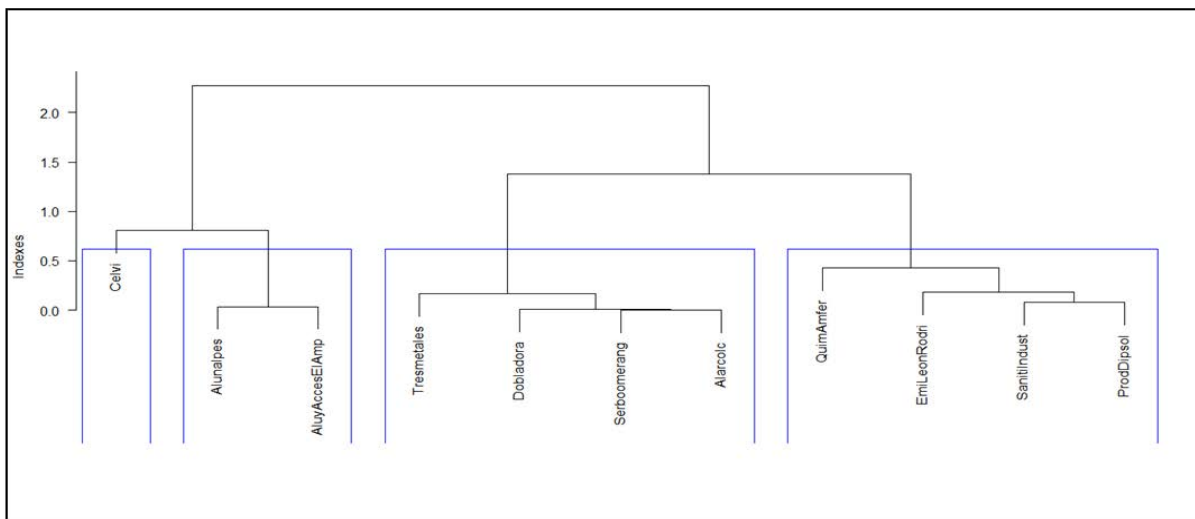 2.0
1.5
1.0
0.5
0.0
Indexes
Celvi
Alunalpes
AluyAccesElAmp
Tresmetales
Dobladora
Serboomerang
Alarcolc
QuimAmfer
EmiLeonRodri
SanitiIndust
ProdDipsol